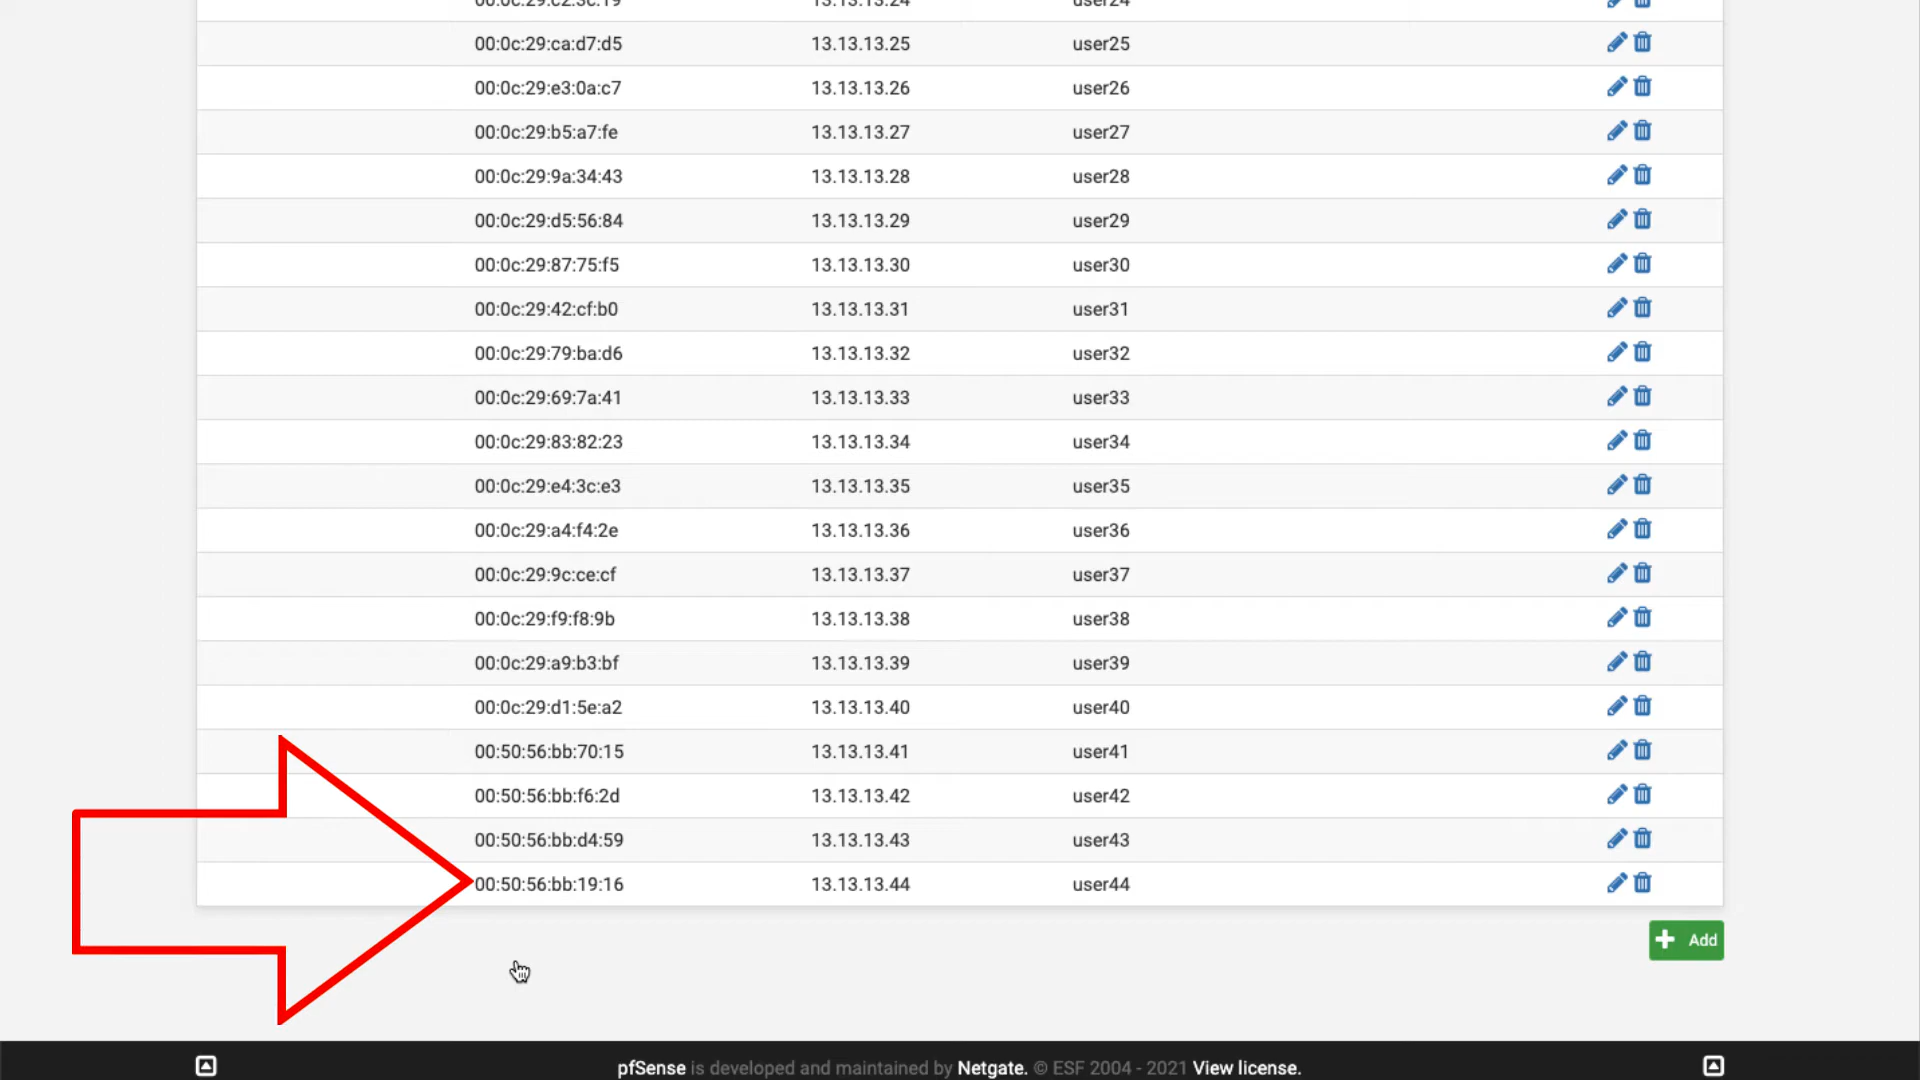 00:0c:29:c2:3c:19 13.13.13.24 user24
00:0c:29:ca:d7:d5 13.13.13.25 user25
00:0c:29:e3:0a:c7 13.13.13.26 user26
00:0c:29:b5:a7:fe 13.13.13.27 user27
00:0c:29:9a:34:43 13.13.13.28 user28
00:0c:29:d5:56:84 13.13.13.29 user29
00:0c:29:87:75:f5 13.13.13.30 user30
00:0c:29:42:cf:b0 13.13.13.31 user31
00:0c:29:79:ba:d6 13.13.13.32 user32
00:0c:29:69:7a:41 13.13.13.33 user33
00:0c:29:83:82:23 13.13.13.34 user34
00:0c:29:e4:3c:e3 13.13.13.35 user35
00:0c:29:a4:f4:2e 13.13.13.36 user36
00:0c:29:9c:ce:cf 13.13.13.37 user37
00:0c:29:f9:f8:9b 13.13.13.38 user38
00:0c:29:a9:b3:bf 13.13.13.39 user39
00:0c:29:d1:5e:a2 13.13.13.40 user40
00:50:56:bb:70:15 13.13.13.41 user41
00:50:56:bb:f6:2d 13.13.13.42 user42
00:50:56:bb:d4:59 13.13.13.43 user43
00:50:56:bb:19:16 13.13.13.44 user44
Add
pfSense is developed and maintained by Netgate. © ESF 2004 - 2021 View license.